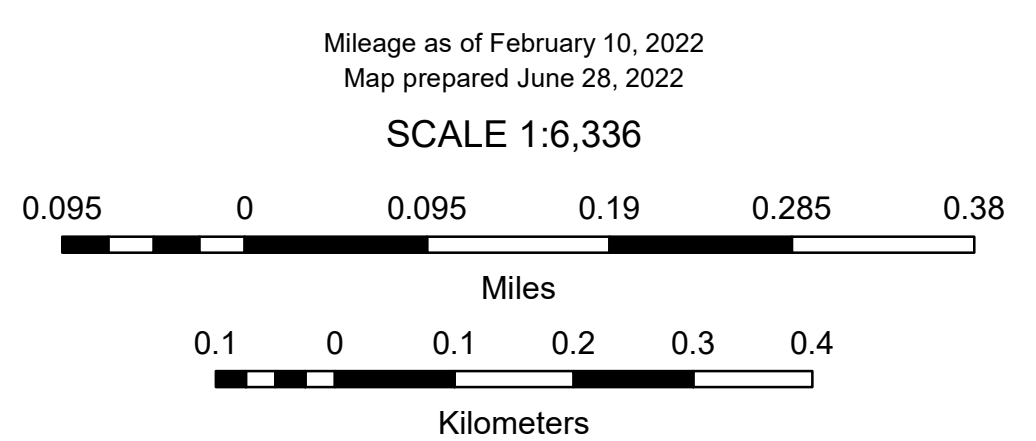 Mileage as of February 10, 2022
Map prepared June 28, 2022
SCALE 1:6,336
0.095 0 0.095 0.19 0.285 0.38
Miles
0.1 0 0.1 0.2 0.3 0.4
Kilometers